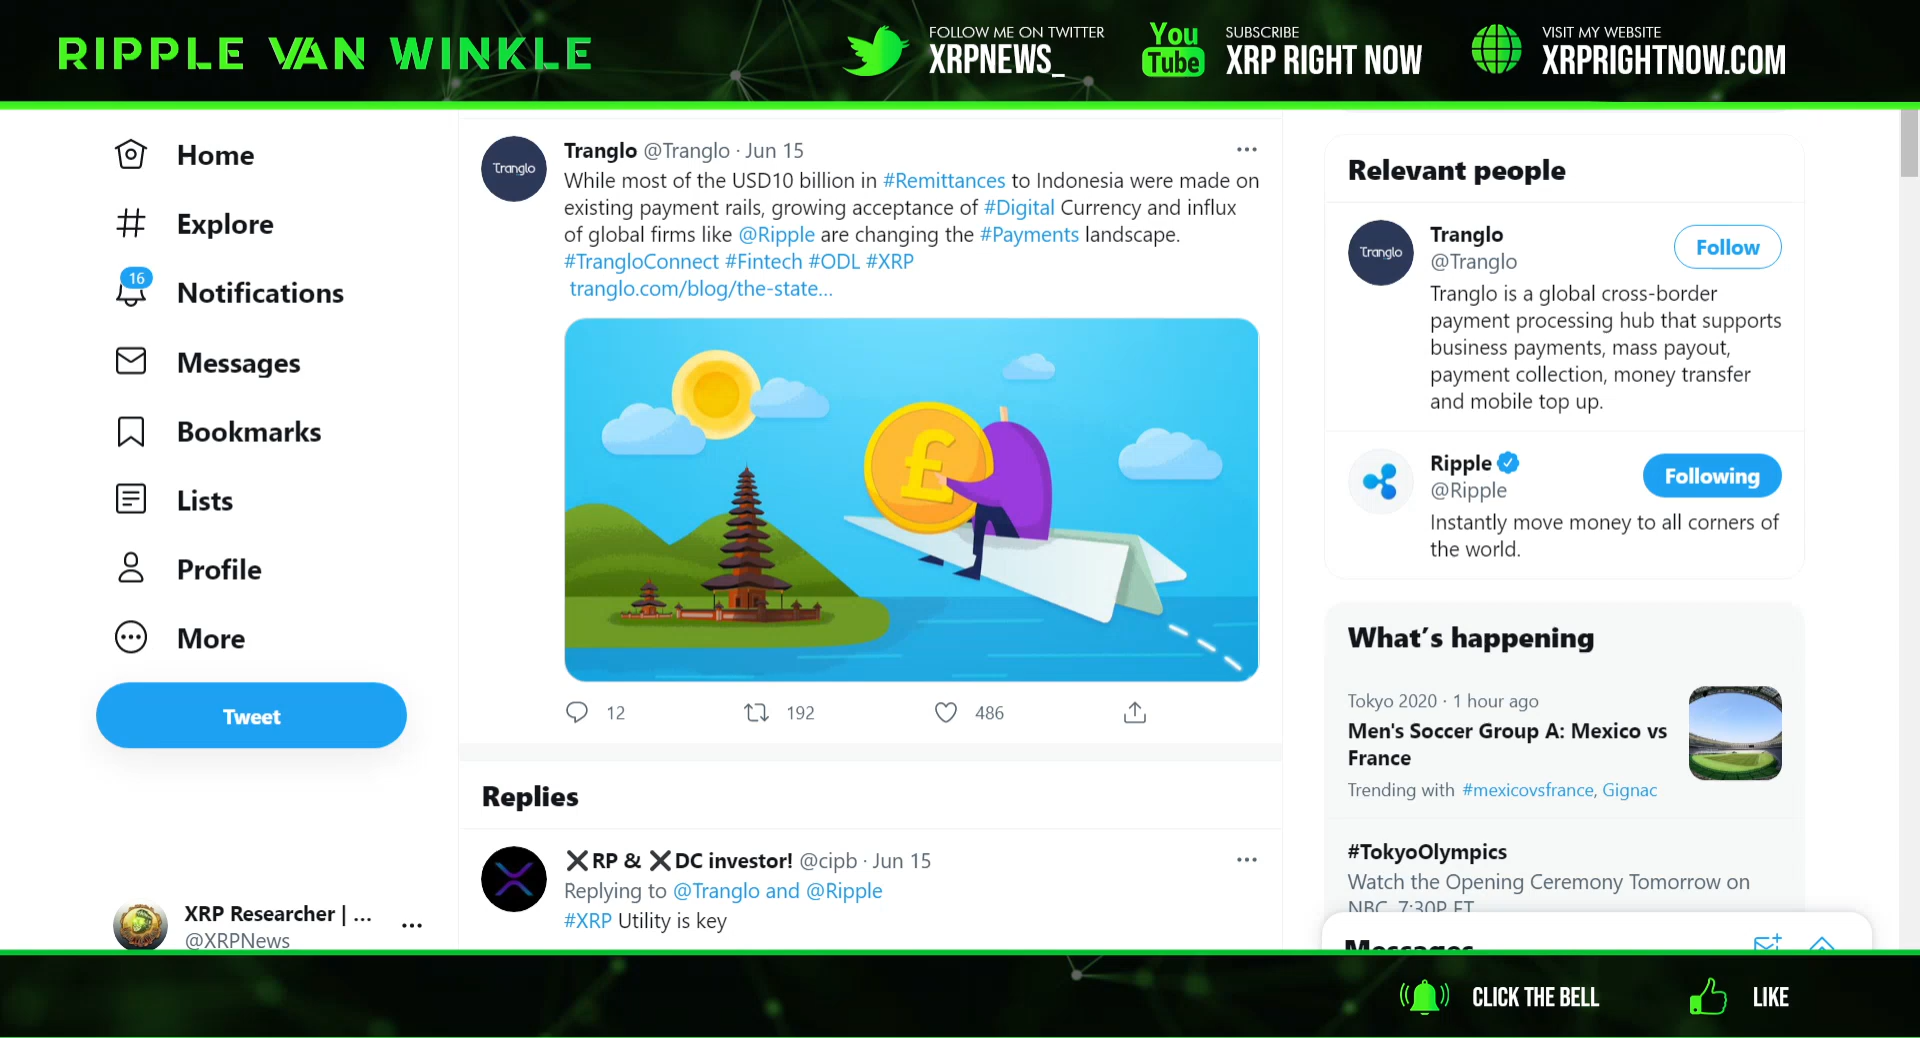 RIPPLE VAN WINKLE
FOLLOW ME ON TWITTER
XRPNEWS_
You
Tube
SUBSCRIBE
XRP RIGHT NOW
VISIT MY WEBSITE
XRPRIGHTNOW.COM
Home
Explore
16
Notifications
Messages
Bookmarks
Lists
Profile
More
Tweet
XRP Researcher | ...
@XRPNews
Tranglo
Tranglo @Tranglo · Jun 15
While most of the USD10 billion in #Remittances to Indonesia were made on
existing payment rails, growing acceptance of #Digital Currency and influx
of global firms like @Ripple are changing the #Payments landscape.
#TrangloConnect #Fintech #ODL #XRP
tranglo.com/blog/the-state...
£
12
192
486
Replies
❌RP & ❌DC investor! @cipb · Jun 15
Replying to @Tranglo and @Ripple
#XRP Utility is key
Relevant people
Tranglo
Tranglo
@Tranglo
Follow
Tranglo is a global cross-border
payment processing hub that supports
business payments, mass payout,
payment collection, money transfer
and mobile top up.
Ripple
@Ripple
Following
Instantly move money to all corners of
the world.
What's happening
Tokyo 2020 · 1 hour ago
Men's Soccer Group A: Mexico vs
France
Trending with #mexicovsfrance, Gignac
#TokyoOlympics
Watch the Opening Ceremony Tomorrow on
NBC, 7:30P ET
Messages
CLICK THE BELL
LIKE